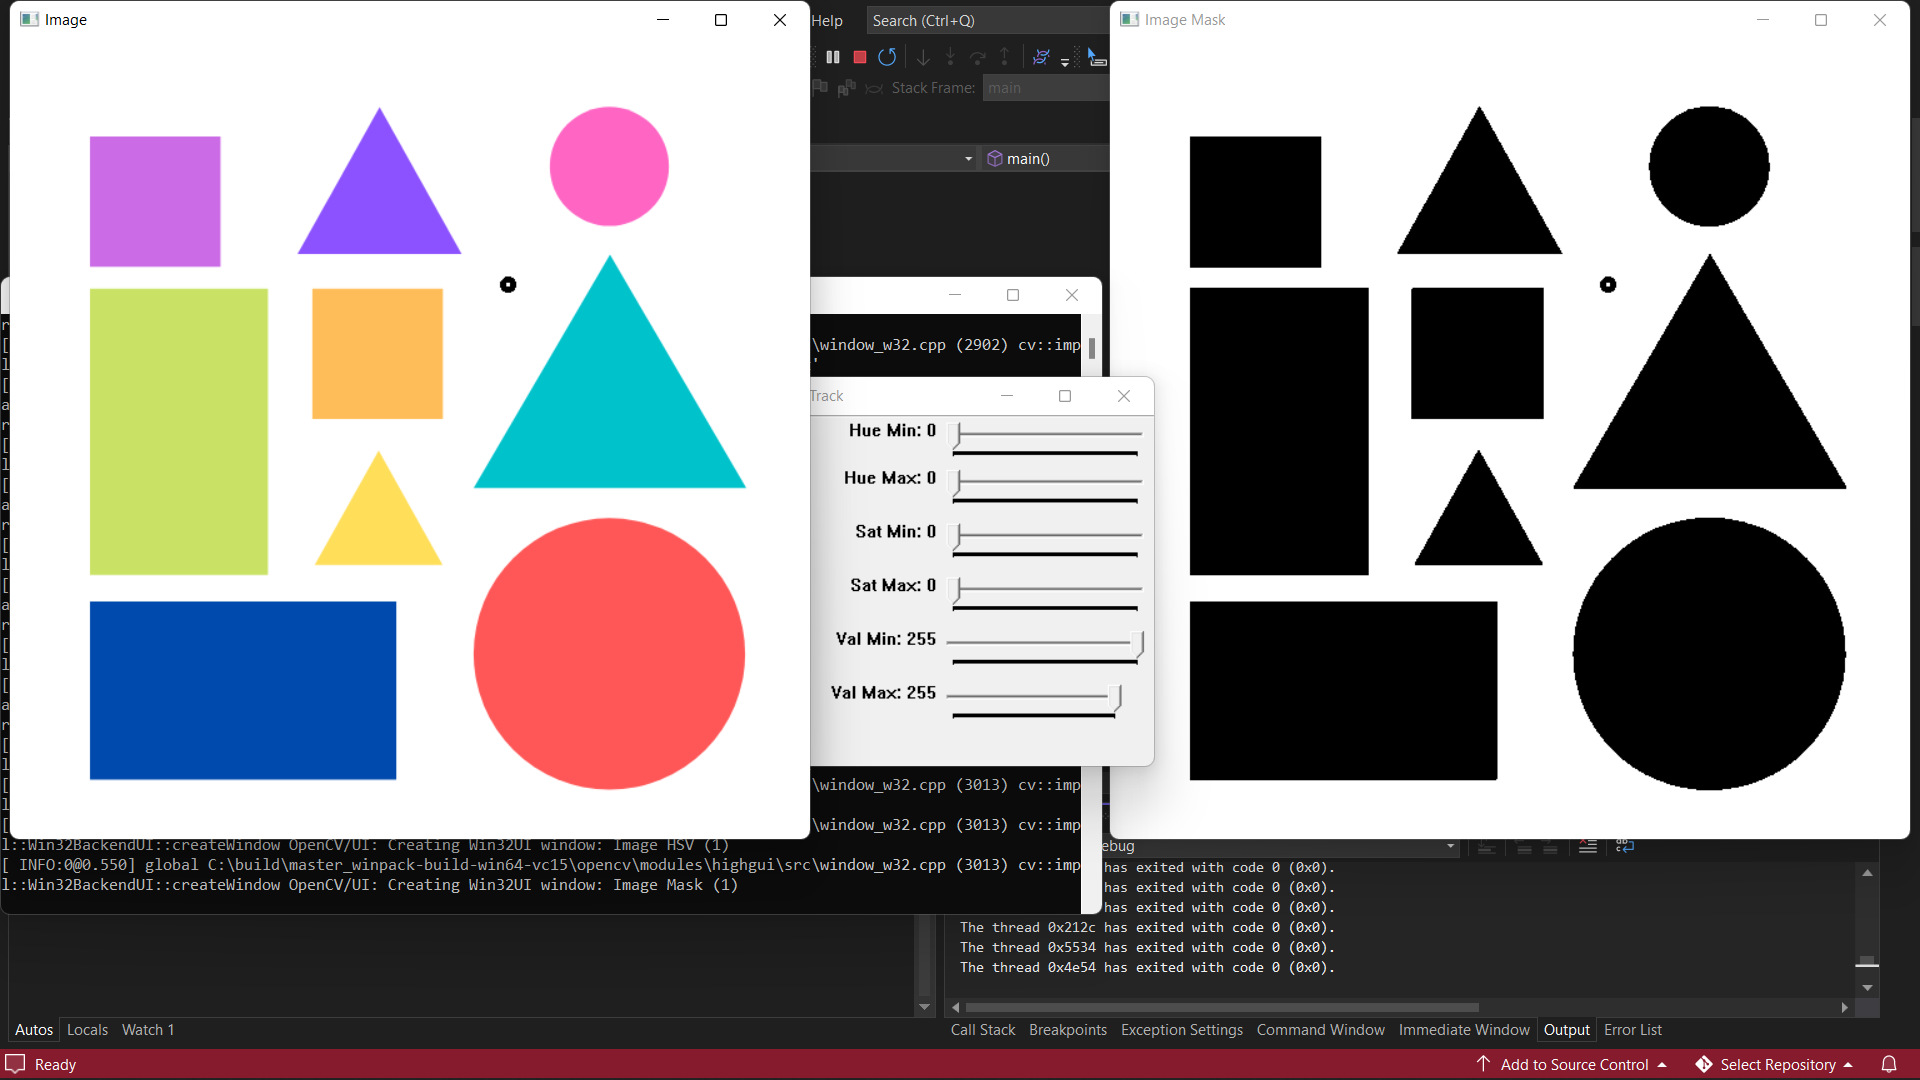 Image
Help
Search (Ctrl+Q)
Image Mask
Stack Frame:
main
main()
\window_w32.cpp (2902) cv::imp
'
Track
Hue Min: 0
Hue Max: 0
Sat Min: 0
Sat Max: 0
Val Min: 255
Val Max: 255
\window_w32.cpp (3013) cv::imp
\window_w32.cpp (3013) cv::imp
l::Win32BackendUI::createWindow OpenCV/UI: Creating Win32UI window: Image HSV (1)
[ INFO:0@0.550] global C:\build\master_winpack-build-win64-vc15\opencv\modules\highgui\src\window_w32.cpp (3013) cv::imp
l::Win32BackendUI::createWindow OpenCV/UI: Creating Win32UI window: Image Mask (1)
ebug
has exited with code 0 (0x0).
has exited with code 0 (0x0).
has exited with code 0 (0x0).
The thread 0x212c has exited with code 0 (0x0).
The thread 0x5534 has exited with code 0 (0x0).
The thread 0x4e54 has exited with code 0 (0x0).
Autos Locals Watch 1
Call Stack Breakpoints Exception Settings Command Window Immediate Window Output Error List
Ready
Add to Source Control
Select Repository